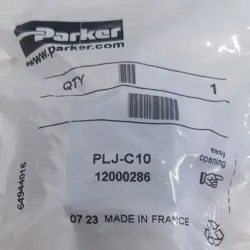 Parker
www.Parker.com
QTY 1
PLJ-C10
12000286
easy
opening
64944016
07 23 MADE IN FRANCE